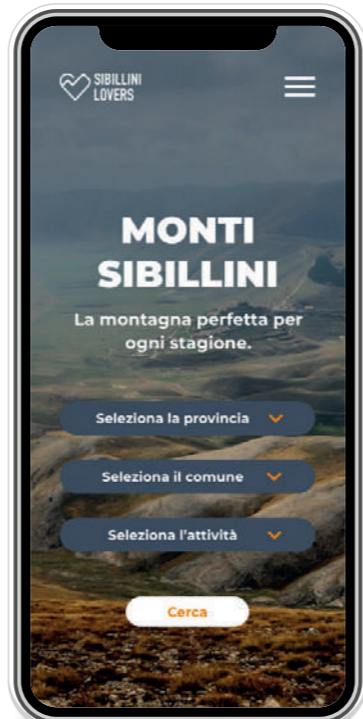 SIBILLINI
LOVERS
MONTI
SIBILLINI
La montagna perfetta per
ogni stagione.
Seleziona la provincia
Seleziona il comune
Seleziona l'attività
Cerca